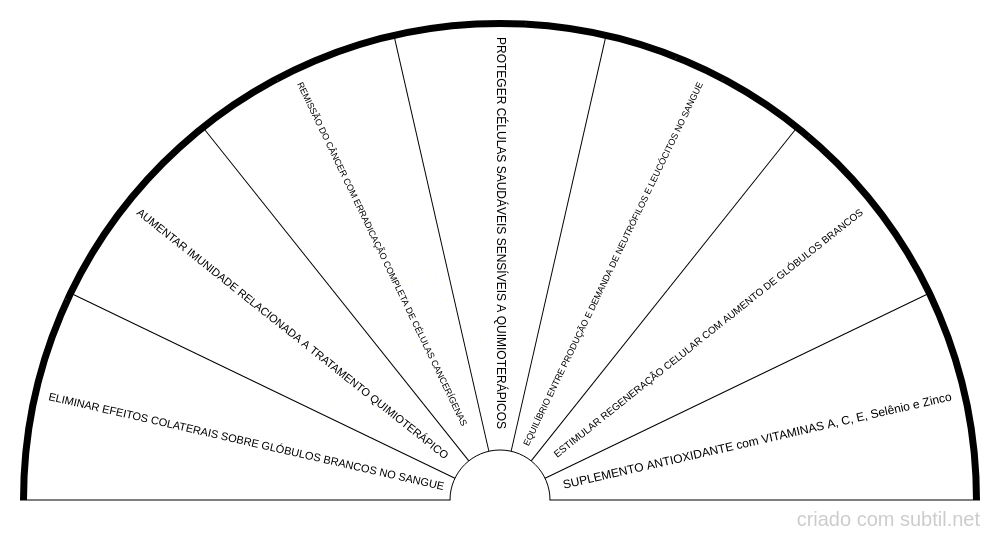 ELIMINAR EFEITOS COLATERAIS SOBRE GLÓBULOS BRANCOS NO SANGUE
AUMENTAR IMUNIDADE RELACIONADA A TRATAMENTO QUIMIOTERÁPICO
REMISSÃO DO CÂNCER COM ERRADICAÇÃO COMPLETA DE CÉLULAS CANCERÍGENAS
PROTEGER CÉLULAS SAUDÁVEIS SENSÍVEIS A QUIMIOTERÁPICOS
EQUILÍBRIO ENTRE PRODUÇÃO E DEMANDA DE NEUTRÓFILOS E LEUCÓCITOS NO SANGUE
ESTIMULAR REGENERAÇÃO CELULAR COM AUMENTO DE GLÓBULOS BRANCOS
SUPLEMENTO ANTIOXIDANTE com VITAMINAS A, C, E, Selênio e Zinco
criado com subtil.net